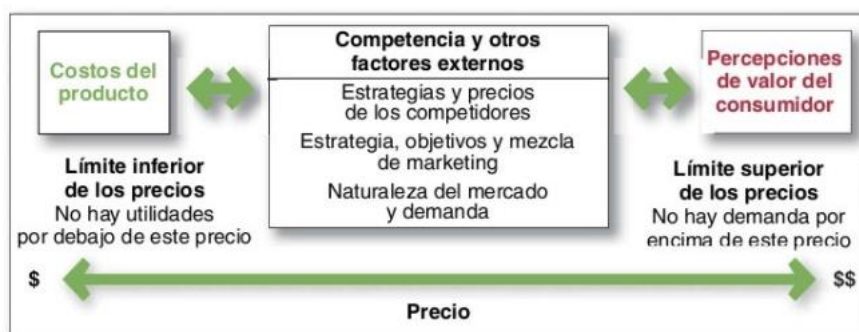 Costos del
producto
Límite inferior
de los precios
No hay utilidades
por debajo de este precio
Competencia y otros
factores externos
Estrategias y precios
de los competidores
Estrategia, objetivos y mezcla
de marketing
Naturaleza del mercado
y demanda
Percepciones
de valor del
consumidor
Límite superior
de los precios
No hay demanda por
encima de este precio
$
$$
Precio